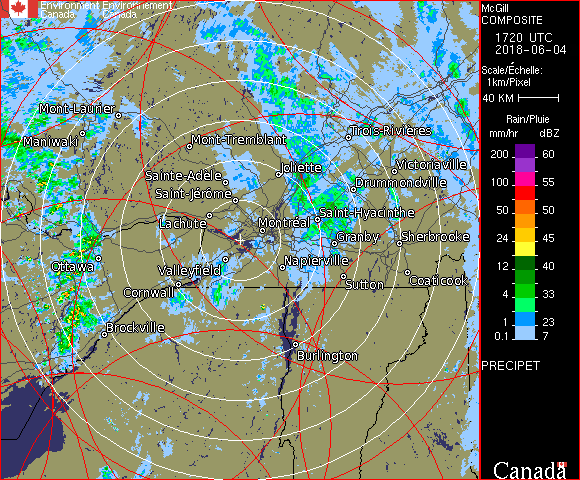 Environment Environnement
Canada Canada
McGill
COMPOSITE
1720 UTC
2018-06-04
Scale/Échelle:
1km/Pixel
40 KM
Rain/Pluie
mm/hr dBZ
200 60
150 57
100 55
50 50
24 45
12 40
4 33
1 23
0.1 7
PRECIPET
Canada
Mont-Laurier
Maniwaki
Mont-Tremblant
Trois-Rivières
Sainte-Adèle
Joliette
Victoriaville
Saint-Jérôme
Drummondville
Lachute
Montréal
Saint-Hyacinthe
Granby
Sherbrooke
Ottawa
Valleyfield
Napierville
Cornwall
Sutton
Coaticook
Brockville
Burlington